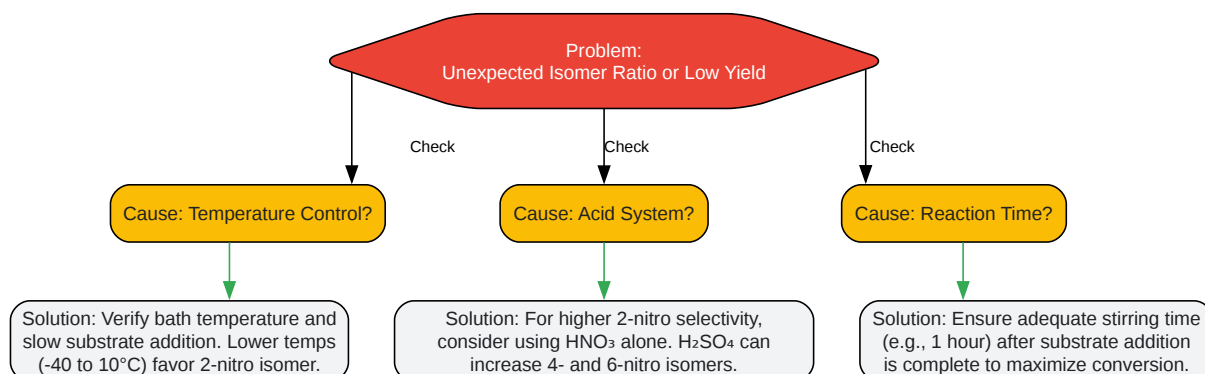 Problem:
Unexpected Isomer Ratio or Low Yield
Check
Check
Check
Cause: Temperature Control?
Cause: Acid System?
Cause: Reaction Time?
Solution: Verify bath temperature and
slow substrate addition. Lower temps
(-40 to 10°C) favor 2-nitro isomer.
Solution: For higher 2-nitro selectivity,
consider using HNO₃ alone. H₂SO₄ can
increase 4- and 6-nitro isomers.
Solution: Ensure adequate stirring time
(e.g., 1 hour) after substrate addition
is complete to maximize conversion.